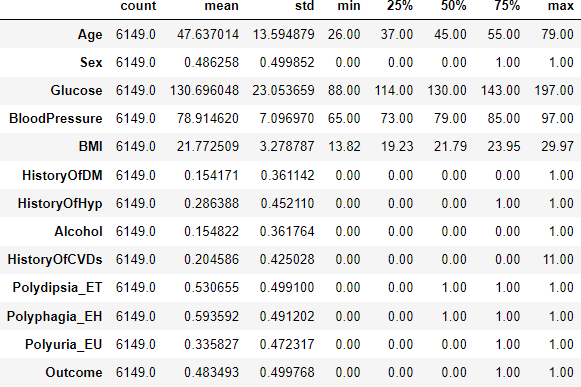 count mean std min 25% 50% 75% max
Age 6149.0 47.637014 13.594879 26.00 37.00 45.00 55.00 79.00
Sex 6149.0 0.486258 0.499852 0.00 0.00 0.00 1.00 1.00
Glucose 6149.0 130.696048 23.053659 88.00 114.00 130.00 143.00 197.00
BloodPressure 6149.0 78.914620 7.096970 65.00 73.00 79.00 85.00 97.00
BMI 6149.0 21.772509 3.278787 13.82 19.23 21.79 23.95 29.97
HistoryOfDM 6149.0 0.154171 0.361142 0.00 0.00 0.00 0.00 1.00
HistoryOfHyp 6149.0 0.286388 0.452110 0.00 0.00 0.00 1.00 1.00
Alcohol 6149.0 0.154822 0.361764 0.00 0.00 0.00 0.00 1.00
HistoryOfCVDs 6149.0 0.204586 0.425028 0.00 0.00 0.00 0.00 11.00
Polydipsia_ET 6149.0 0.530655 0.499100 0.00 0.00 1.00 1.00 1.00
Polyphagia_EH 6149.0 0.593592 0.491202 0.00 0.00 1.00 1.00 1.00
Polyuria_EU 6149.0 0.335827 0.472317 0.00 0.00 0.00 1.00 1.00
Outcome 6149.0 0.483493 0.499768 0.00 0.00 0.00 1.00 1.00